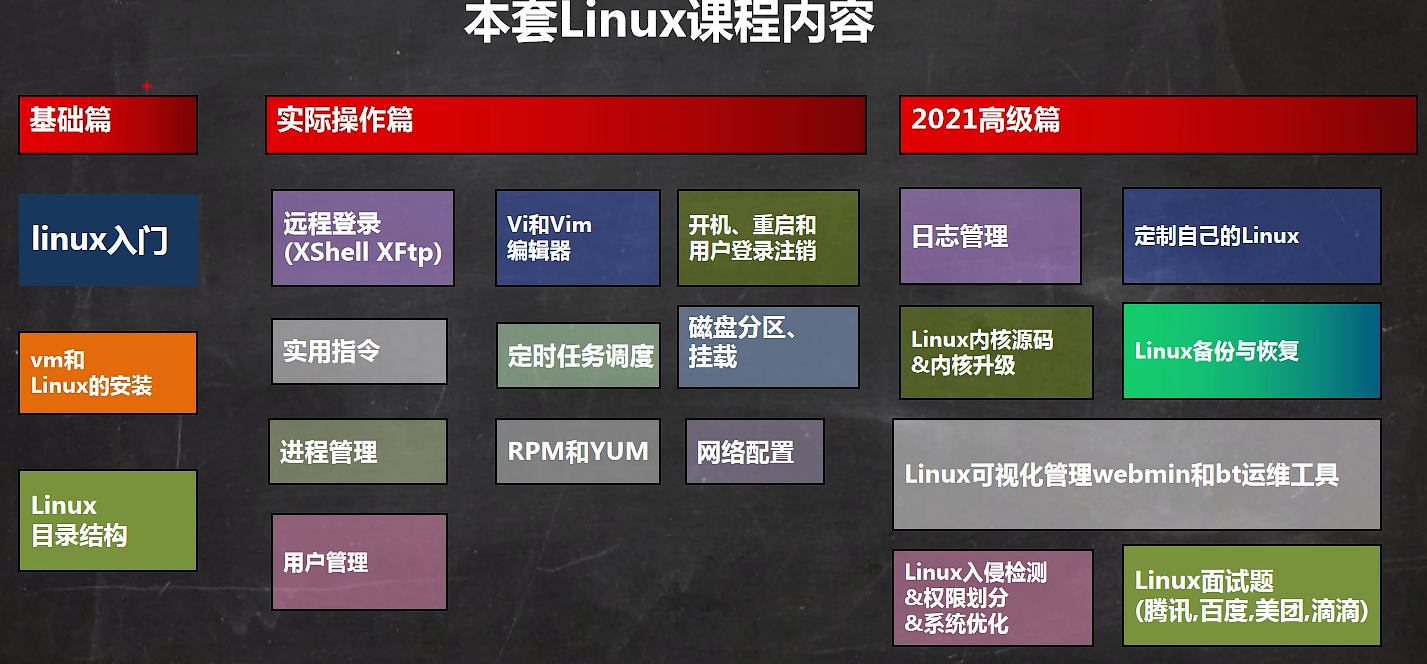 本套Linux课程内容
基础篇
实际操作篇
2021高级篇
linux入门
vm和
Linux的安装
Linux
目录结构
远程登录
(XShell XFtp)
Vi和Vim
编辑器
开机、重启和
用户登录注销
实用指令
定时任务调度
磁盘分区、
挂载
进程管理
RPM和YUM
网络配置
用户管理
日志管理
定制自己的Linux
Linux内核源码
&内核升级
Linux备份与恢复
Linux可视化管理webmin和bt运维工具
Linux入侵检测
&权限划分
&系统优化
Linux面试题
(腾讯,百度,美团,滴滴)